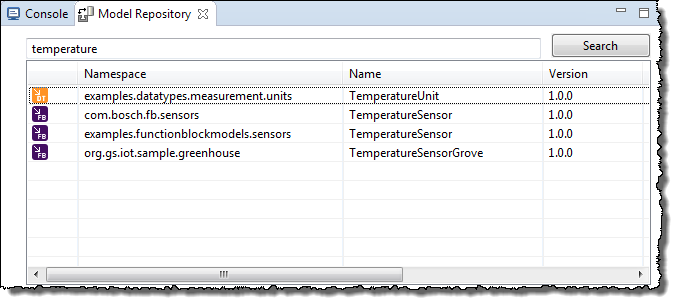 Console Model Repository
temperature Search
Namespace Name Version
DT examples.datatypes.measurement.units TemperatureUnit 1.0.0
FB com.bosch.fb.sensors TemperatureSensor 1.0.0
FB examples.functionblockmodels.sensors TemperatureSensor 1.0.0
FB org.gs.iot.sample.greenhouse TemperatureSensorGrove 1.0.0